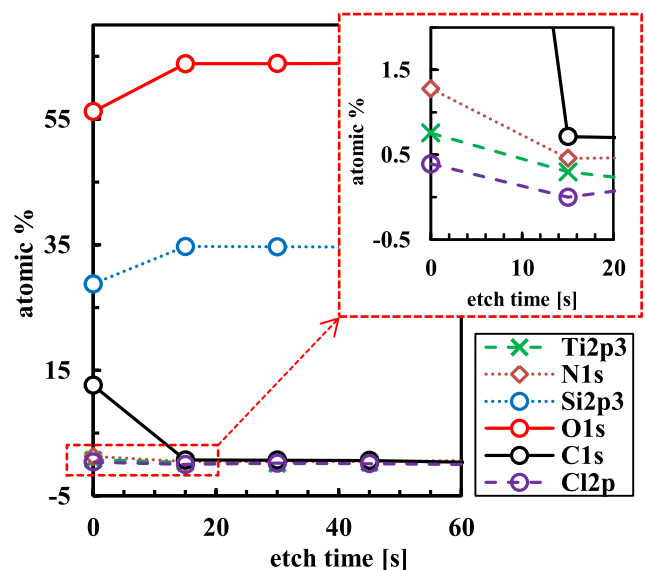 atomic %
55
35
15
-5
0
20
40
60
etch time [s]
atomic %
1.5
0.5
-0.5
0
10
20
etch time [s]
Ti2p3
N1s
Si2p3
O1s
C1s
Cl2p